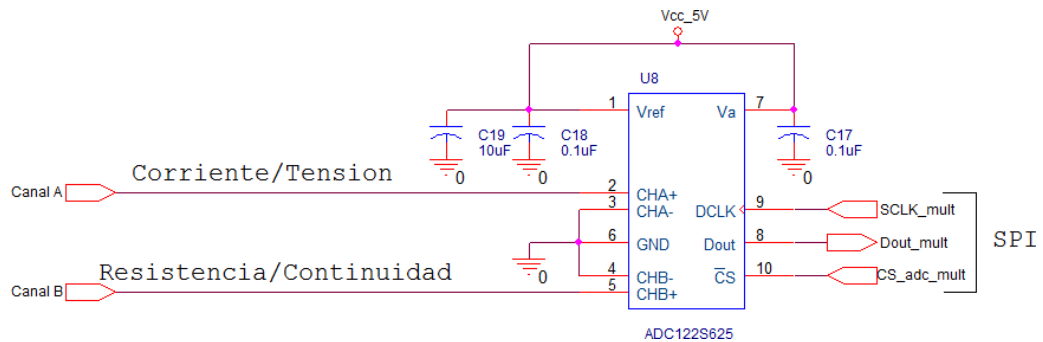 Vcc_5V
U8
1 Vref Va 7
C19
10uF
C18
0.1uF
C17
0.1uF
0 0 0
Corriente/Tension
Canal A
2 CHA+
3 CHA-
DCLK 9 SCLK_mult
6 GND Dout 8 Dout_mult
SPI
0
Resistencia/Continuidad
4 CHB- CS 10 CS_adc_mult
Canal B
5 CHB+
ADC122S625